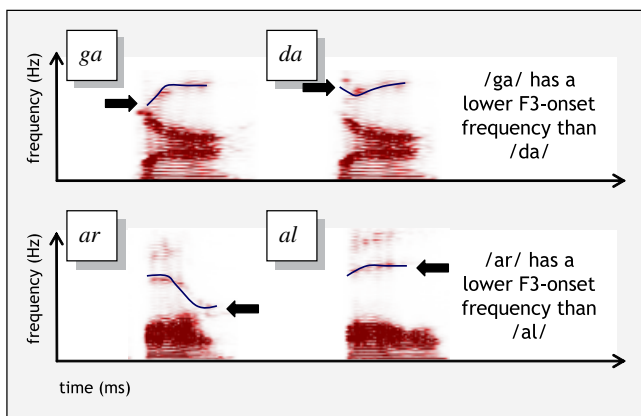 ga
da
frequency (Hz)
/ga/ has a
lower F3-onset
frequency than
/da/
ar
al
frequency (Hz)
/ar/ has a
lower F3-onset
frequency than
/al/
time (ms)